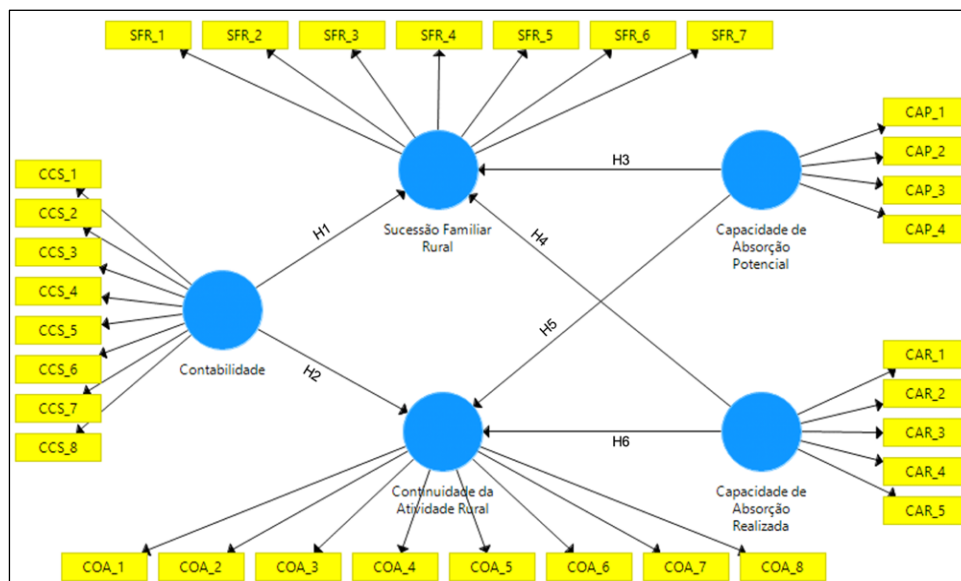 SFR_1
SFR_2
SFR_3
SFR_4
SFR_5
SFR_6
SFR_7
CAP_1
CAP_2
CAP_3
CAP_4
CCS_1
CCS_2
CCS_3
CCS_4
CCS_5
CCS_6
CCS_7
CCS_8
H1
H2
H3
H4
H5
H6
Sucessão Familiar
Rural
Capacidade de
Absorção
Potencial
Contabilidade
Continuidade da
Atividade Rural
Capacidade de
Absorção
Realizada
CAR_1
CAR_2
CAR_3
CAR_4
CAR_5
COA_1
COA_2
COA_3
COA_4
COA_5
COA_6
COA_7
COA_8